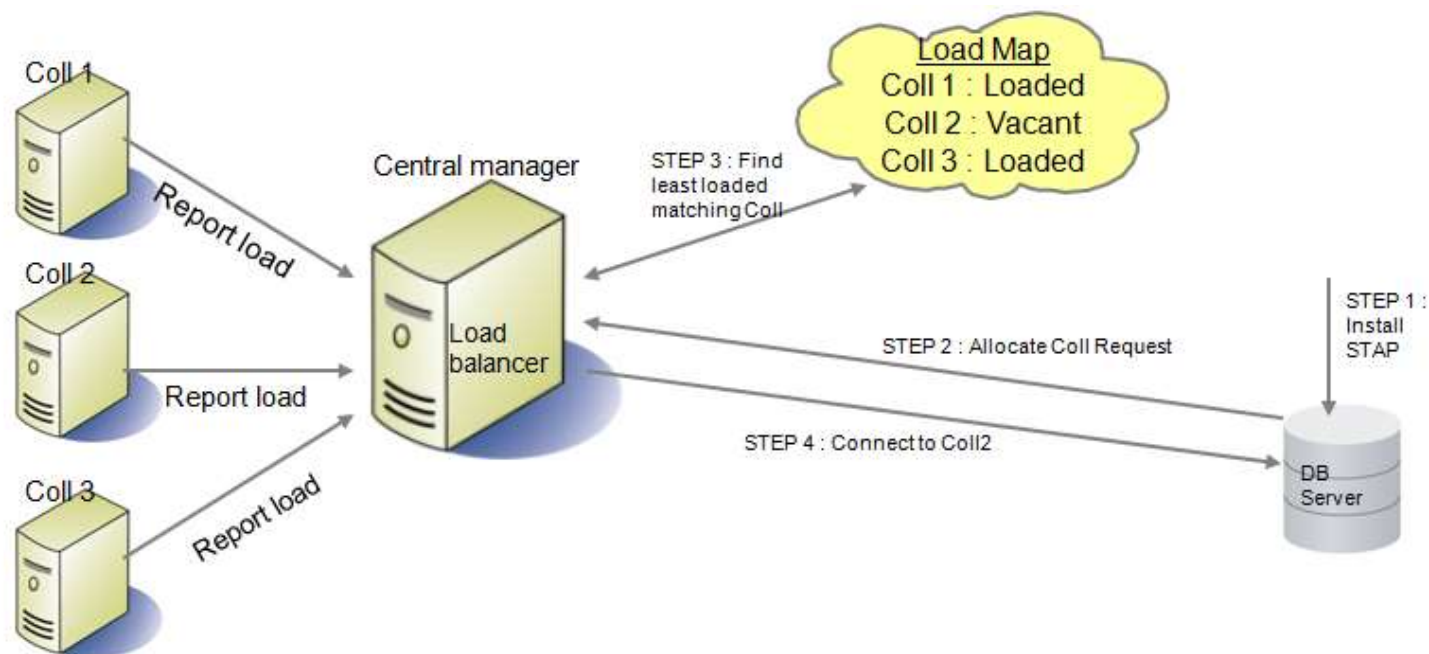 Coll 1
Report load
Coll 2
Report load
Coll 3
Report load
Central manager
Load
balancer
STEP 3 : Find
least loaded
matching Coll
Load Map
Coll 1 : Loaded
Coll 2 : Vacant
Coll 3 : Loaded
STEP 2 : Allocate Coll Request
STEP 4 : Connect to Coll2
STEP 1 :
Install
STAP
DB
Server